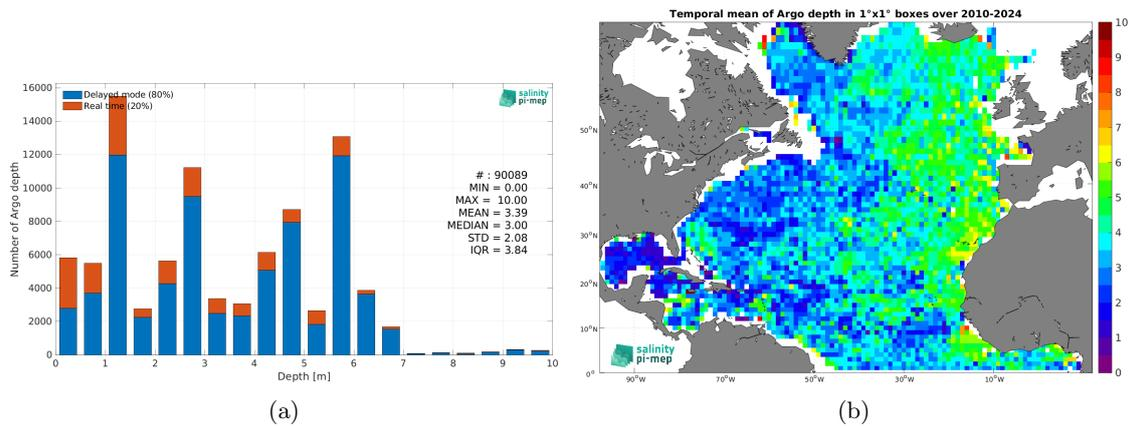 Temporal mean of Argo depth in 1°x1° boxes over 2010-2024
16000
14000
12000
10000
8000
6000
4000
2000
0
Number of Argo depth
Delayed mode (80%)
Real time (20%)
salinity
pi-mep
# : 90089
MIN = 0.00
MAX = 10.00
MEAN = 3.39
MEDIAN = 3.00
STD = 2.08
IQR = 3.84
0 1 2 3 4 5 6 7 8 9 10
Depth [m]
(a)
50°N
40°N
30°N
20°N
10°N
0°
90°W 70°W 50°W 30°W 10°W
salinity
pi-mep
10
9
8
7
6
5
4
3
2
1
0
(b)